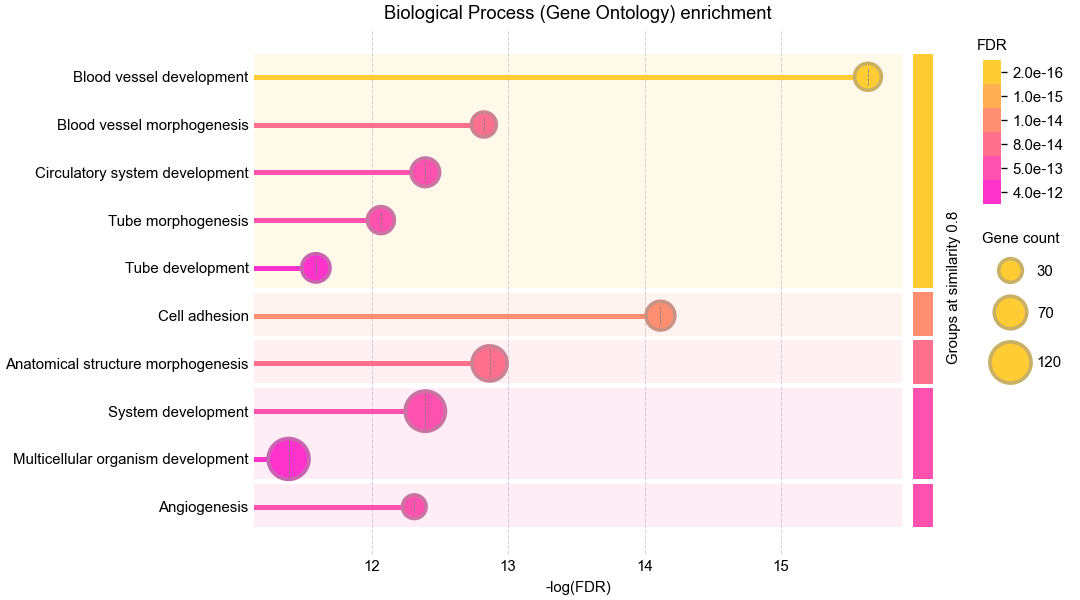 Biological Process (Gene Ontology) enrichment
Blood vessel development
Blood vessel morphogenesis
Circulatory system development
Tube morphogenesis
Tube development
Cell adhesion
Anatomical structure morphogenesis
System development
Multicellular organism development
Angiogenesis
12
13
14
15
-log(FDR)
Groups at similarity 0.8
FDR
2.0e-16
1.0e-15
1.0e-14
8.0e-14
5.0e-13
4.0e-12
Gene count
30
70
120